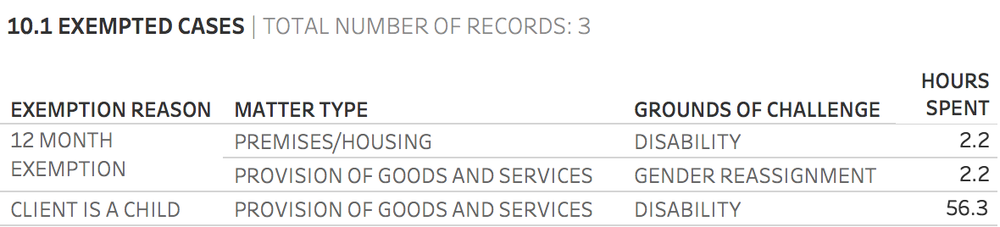 10.1 EXEMPTED CASES | TOTAL NUMBER OF RECORDS: 3
HOURS
EXEMPTION REASON MATTER TYPE GROUNDS OF CHALLENGE SPENT
12 MONTH PREMISES/HOUSING DISABILITY 2.2
EXEMPTION PROVISION OF GOODS AND SERVICES GENDER REASSIGNMENT 2.2
CLIENT IS A CHILD PROVISION OF GOODS AND SERVICES DISABILITY 56.3